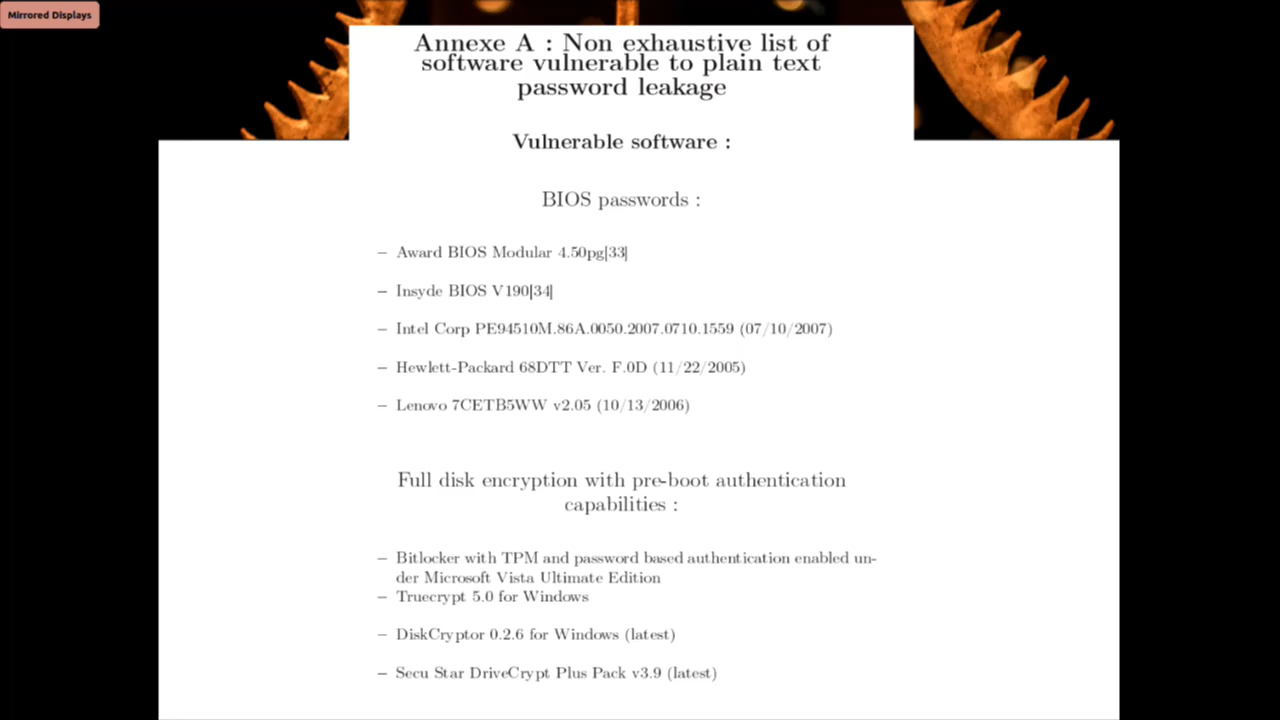 Mirrored Displays
Annexe A : Non exhaustive list of
software vulnerable to plain text
password leakage
Vulnerable software :
BIOS passwords :
– Award BIOS Modular 4.50pg[33]
– Insyde BIOS V190[34]
– Intel Corp PE94510M.86A.0050.2007.0710.1559 (07/10/2007)
– Hewlett-Packard 68DTT Ver. F.0D (11/22/2005)
– Lenovo 7CETB5WW v2.05 (10/13/2006)
Full disk encryption with pre-boot authentication
capabilities :
– Bitlocker with TPM and password based authentication enabled un-
der Microsoft Vista Ultimate Edition
– Truecrypt 5.0 for Windows
– DiskCryptor 0.2.6 for Windows (latest)
– Secu Star DriveCrypt Plus Pack v3.9 (latest)